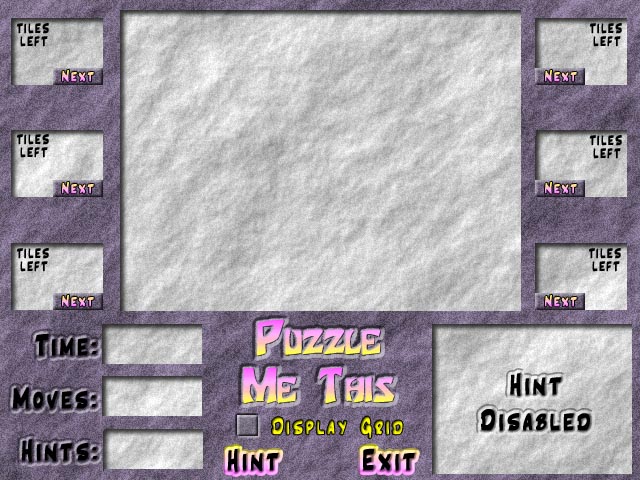 TILES
LEFT
NEXT
TILES
LEFT
NEXT
TILES
LEFT
NEXT
TILES
LEFT
NEXT
TILES
LEFT
NEXT
TILES
LEFT
NEXT
TIME:
MOVES:
HINTS:
PUZZLE
ME THIS
DISPLAY GRID
HINT
EXIT
HINT
DISABLED